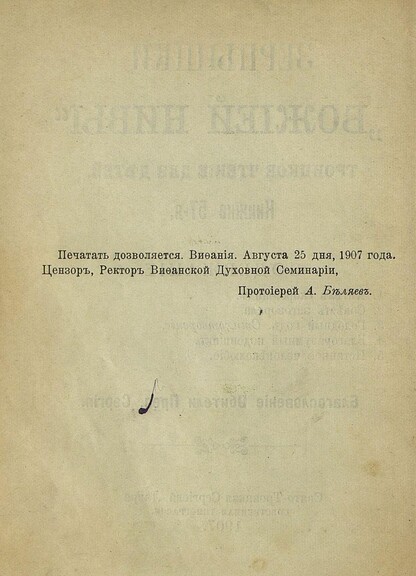 Печатать дозволяется. Виѳанія. Августа 25 дня, 1907 года.
Цензоръ, Ректоръ Виѳанской Духовной Семинаріи,
Протоіерей А. Бѣляевъ.